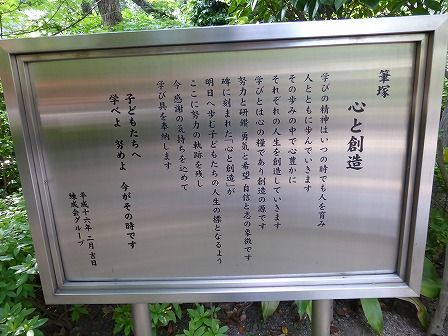 筆塚
心と創造
学びの精神はいつの時でも人を育み
人とともに歩んでいきます
その歩みの中で心豊かに
それぞれの人生を創造していきます
学びとは心の糧であり創造の源です
努力と研鑽 勇気と希望 自信と志の象徴です
碑に刻まれた「心と創造」が
明日へ歩む子どもたちの人生の標となるよう
ここに努力の軌跡を残し
今感謝の気持ちを込めて
学び具を奉納します
子どもたちへ
学べよ 努めよ 今がその時です
平成十六年 二月吉日
練成会グループ